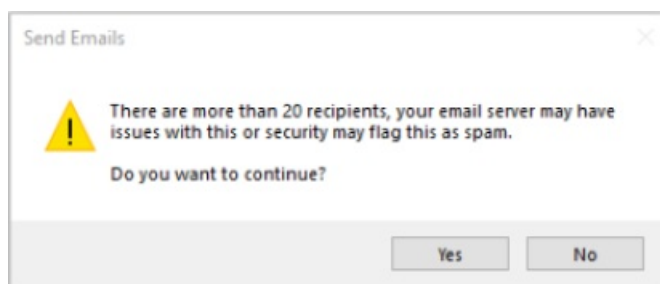 Send Emails
There are more than 20 recipients, your email server may have
issues with this or security may flag this as spam.
Do you want to continue?
Yes
No